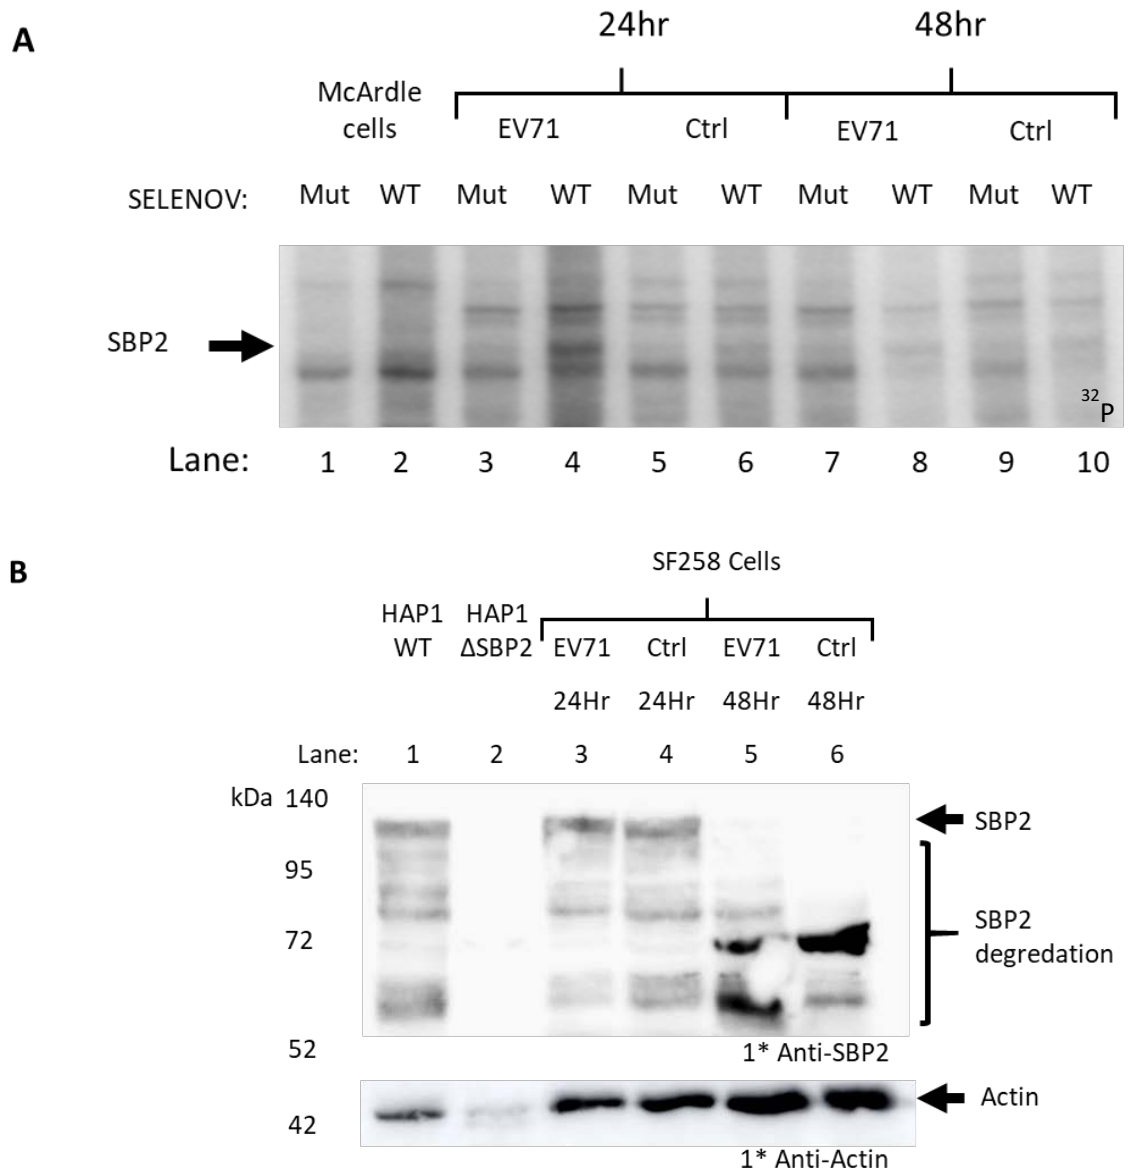 A
24hr 48hr
McArdle
cells
EV71 Ctrl EV71 Ctrl
SELENOV: Mut WT Mut WT Mut WT Mut WT Mut WT
SBP2
32P
Lane: 1 2 3 4 5 6 7 8 9 10
B
SF258 Cells
HAP1 HAP1
WT ΔSBP2 EV71 Ctrl EV71 Ctrl
24Hr 24Hr 48Hr 48Hr
Lane: 1 2 3 4 5 6
kDa 140
SBP2
95
SBP2
72
degredation
52
1* Anti-SBP2
Actin
42
1* Anti-Actin